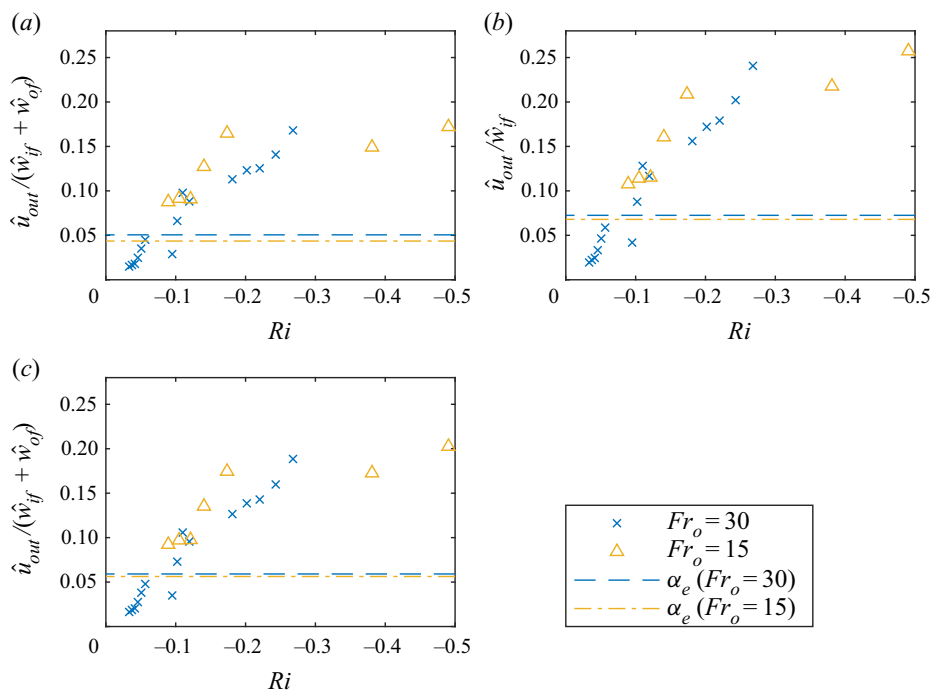 (a)
0.25
0.20
0.15
0.10
0.05
0
–0.1
–0.2
–0.3
–0.4
–0.5
Ri
û_out/(ŵ_if + ŵ_of)
(b)
0.25
0.20
0.15
0.10
0.05
0
–0.1
–0.2
–0.3
–0.4
–0.5
Ri
û_out/ŵ_if
(c)
0.25
0.20
0.15
0.10
0.05
0
–0.1
–0.2
–0.3
–0.4
–0.5
Ri
û_out/(ŵ_if + ŵ_of)
Fr_o = 30
Fr_o = 15
α_e (Fr_o = 30)
α_e (Fr_o = 15)